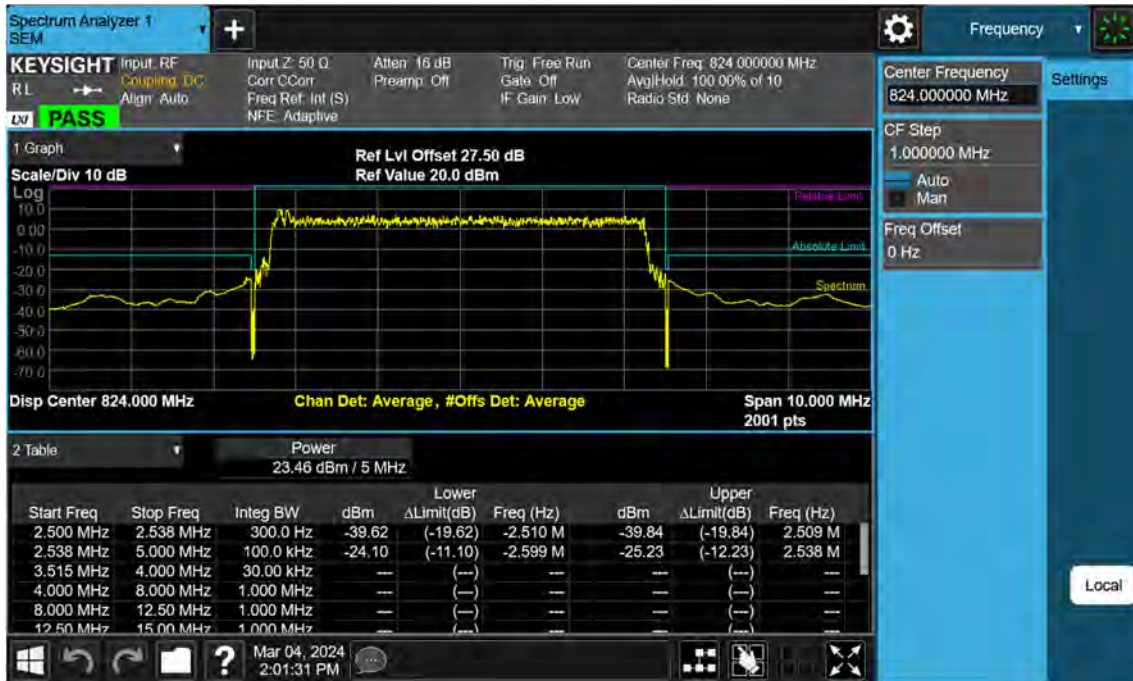 Spectrum Analyzer 1
SEM
+
Frequency
KEYSIGHT
Input: RF
Input Z: 50 Ω
Atten: 16 dB
Trig: Free Run
Center Freq: 824.000000 MHz
RL
Coupling: DC
Corr CCorr
Preamp: Off
Gate: Off
Avg|Hold: 100.00% of 10
Align: Auto
Freq Ref: Int (S)
IF Gain: Low
Radio Std: None
LXI
PASS
NFE: Adaptive
Center Frequency
824.000000 MHz
Settings
CF Step
1.000000 MHz
Auto
Man
Freq Offset
0 Hz
1 Graph
Ref Lvl Offset 27.50 dB
Scale/Div 10 dB
Ref Value 20.0 dBm
Log
Relative Limit
10.0
0.00
Absolute Limit
-10.0
-20.0
Spectrum
-30.0
-40.0
-50.0
-60.0
-70.0
Disp Center 824.000 MHz
Chan Det: Average, #Offs Det: Average
Span 10.000 MHz
2001 pts
2 Table
Power
23.46 dBm / 5 MHz
Lower Upper
Start Freq Stop Freq Integ BW dBm ΔLimit(dB) Freq (Hz) dBm ΔLimit(dB) Freq (Hz)
2.500 MHz 2.538 MHz 300.0 Hz -39.62 (-19.62) -2.510 M -39.84 (-19.84) 2.509 M
2.538 MHz 5.000 MHz 100.0 kHz -24.10 (-11.10) -2.599 M -25.23 (-12.23) 2.538 M
3.515 MHz 4.000 MHz 30.00 kHz --- (---) --- --- (---) ---
4.000 MHz 8.000 MHz 1.000 MHz --- (---) --- --- (---) ---
8.000 MHz 12.50 MHz 1.000 MHz --- (---) --- --- (---) ---
12.50 MHz 15.00 MHz 1.000 MHz --- (---) --- --- (---) ---
Local
?
Mar 04, 2024
2:01:31 PM